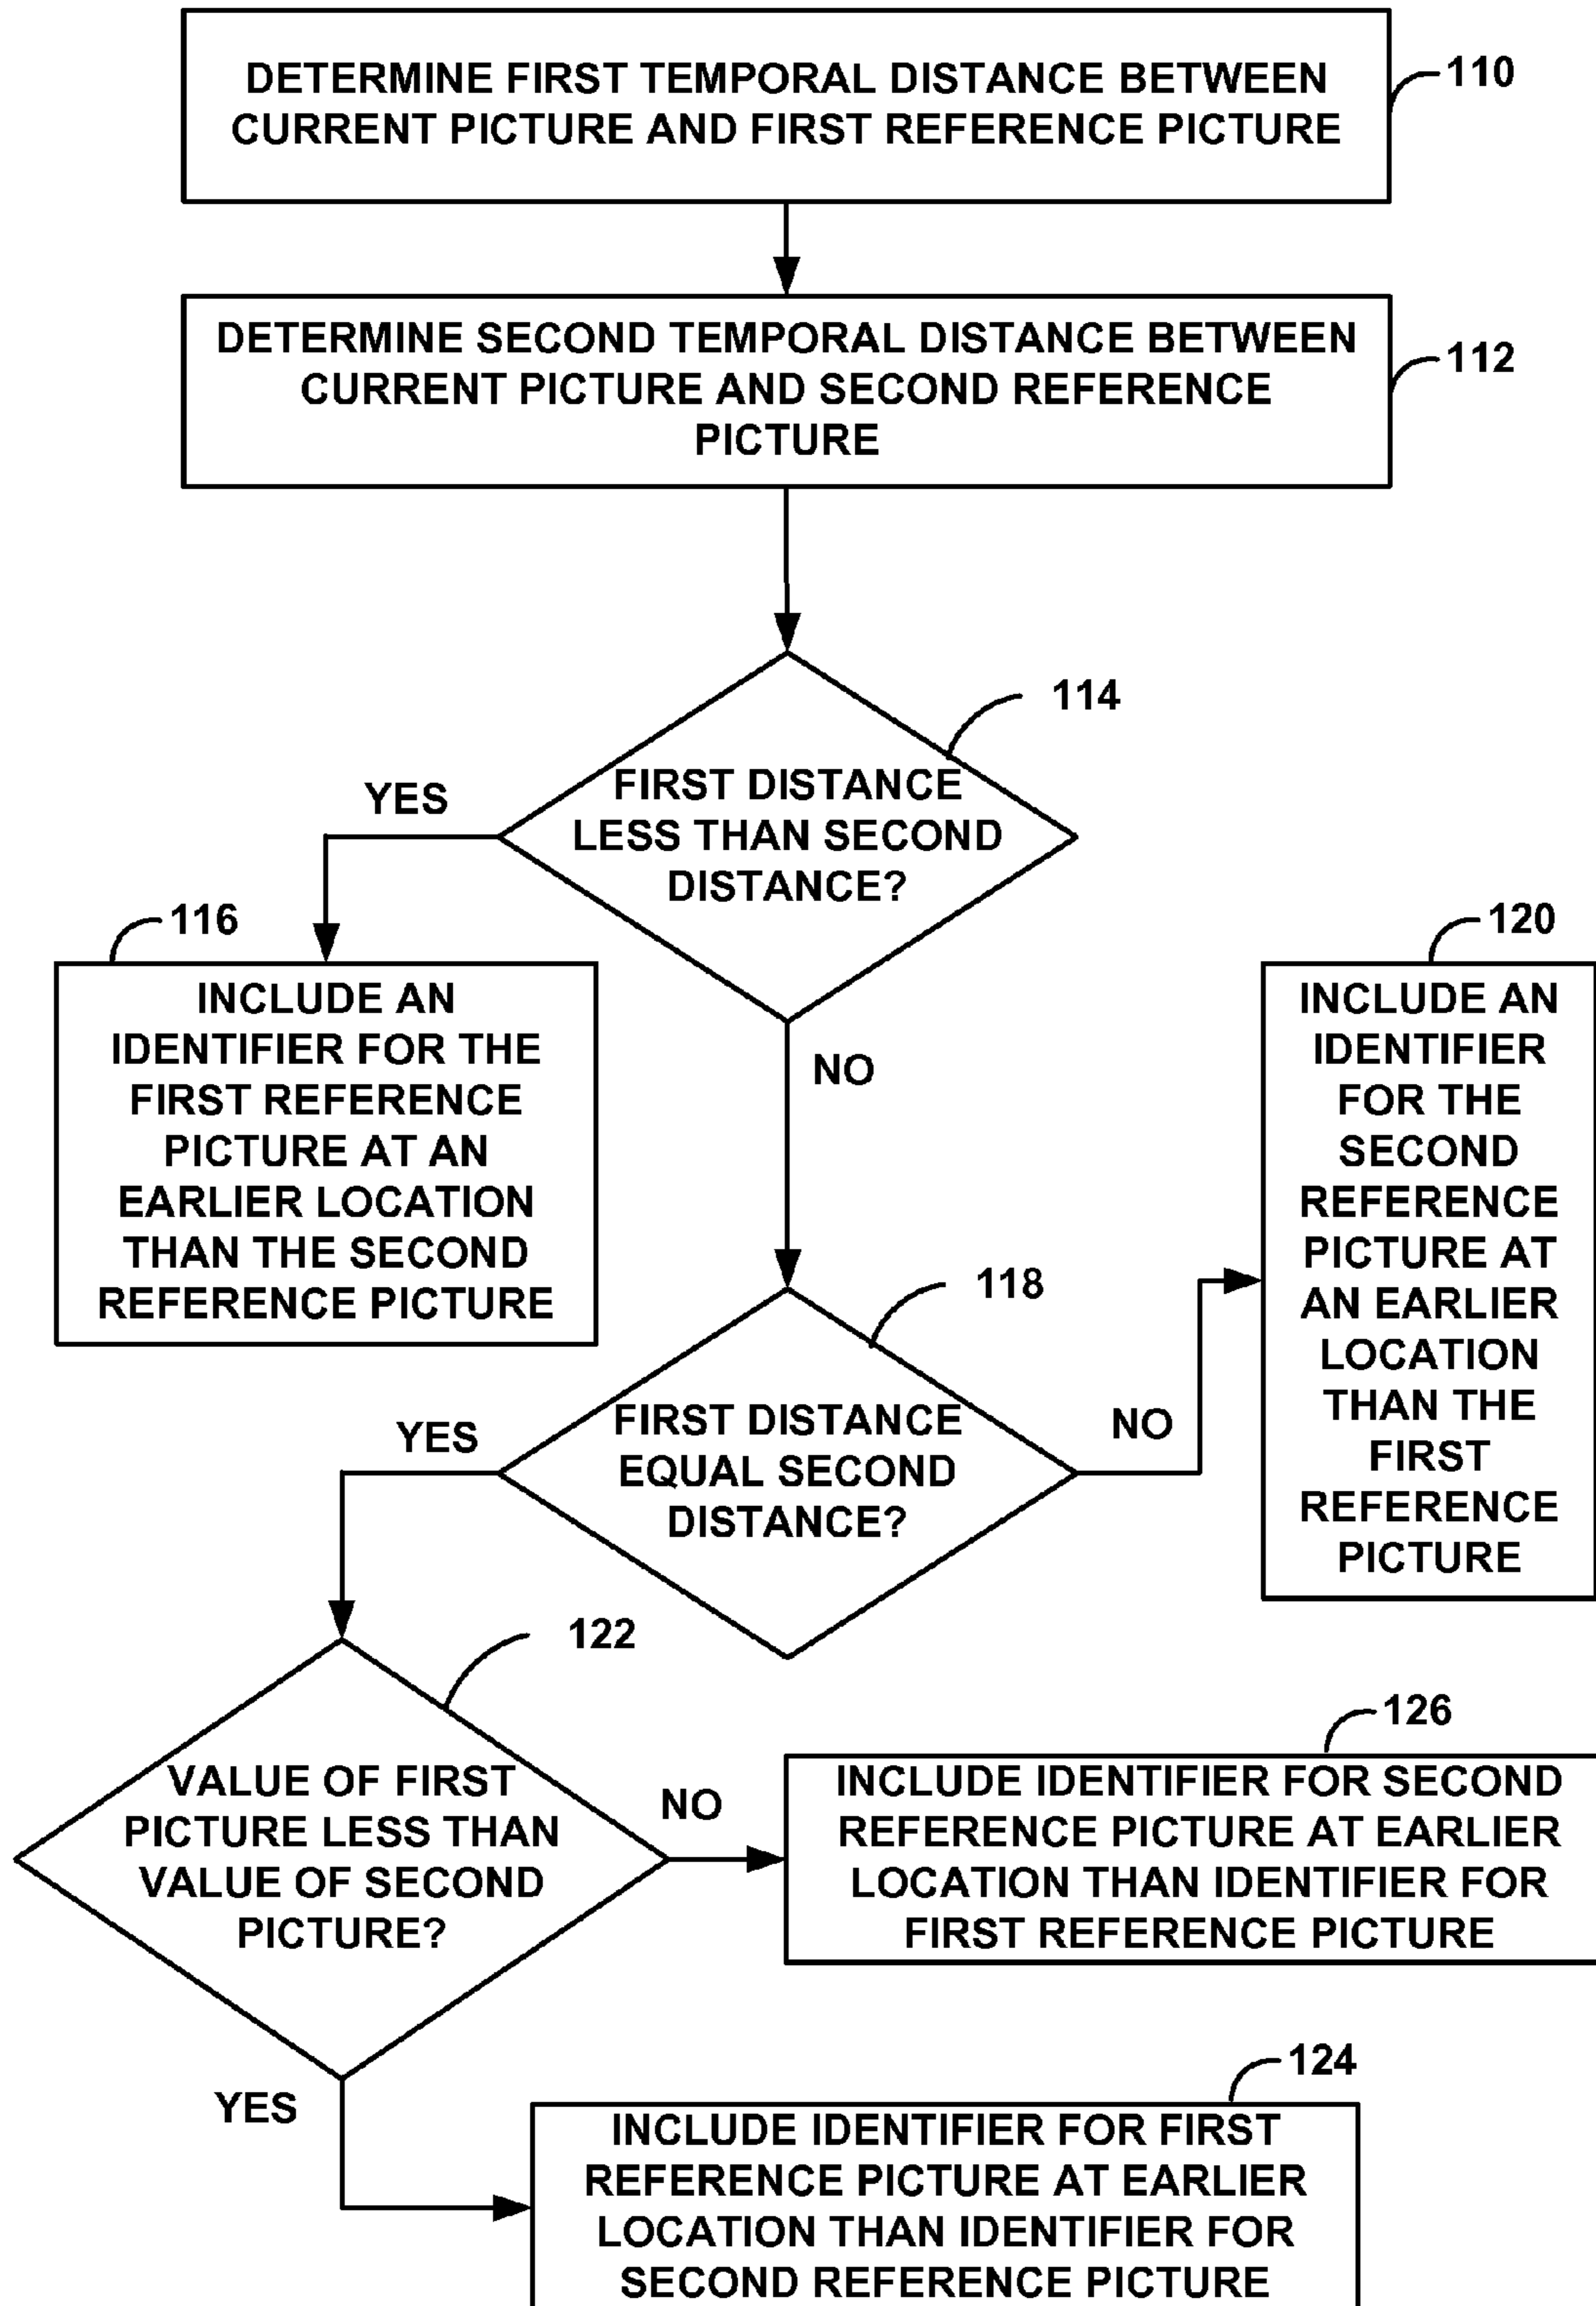 DETERMINE FIRST TEMPORAL DISTANCE BETWEEN
CURRENT PICTURE AND FIRST REFERENCE PICTURE
110
DETERMINE SECOND TEMPORAL DISTANCE BETWEEN
CURRENT PICTURE AND SECOND REFERENCE
PICTURE
112
114
FIRST DISTANCE
LESS THAN SECOND
DISTANCE?
YES
NO
116
INCLUDE AN
IDENTIFIER FOR THE
FIRST REFERENCE
PICTURE AT AN
EARLIER LOCATION
THAN THE SECOND
REFERENCE PICTURE
118
FIRST DISTANCE
EQUAL SECOND
DISTANCE?
YES
NO
120
INCLUDE AN
IDENTIFIER
FOR THE
SECOND
REFERENCE
PICTURE AT
AN EARLIER
LOCATION
THAN THE
FIRST
REFERENCE
PICTURE
122
VALUE OF FIRST
PICTURE LESS THAN
VALUE OF SECOND
PICTURE?
NO
YES
126
INCLUDE IDENTIFIER FOR SECOND
REFERENCE PICTURE AT EARLIER
LOCATION THAN IDENTIFIER FOR
FIRST REFERENCE PICTURE
124
INCLUDE IDENTIFIER FOR FIRST
REFERENCE PICTURE AT EARLIER
LOCATION THAN IDENTIFIER FOR
SECOND REFERENCE PICTURE